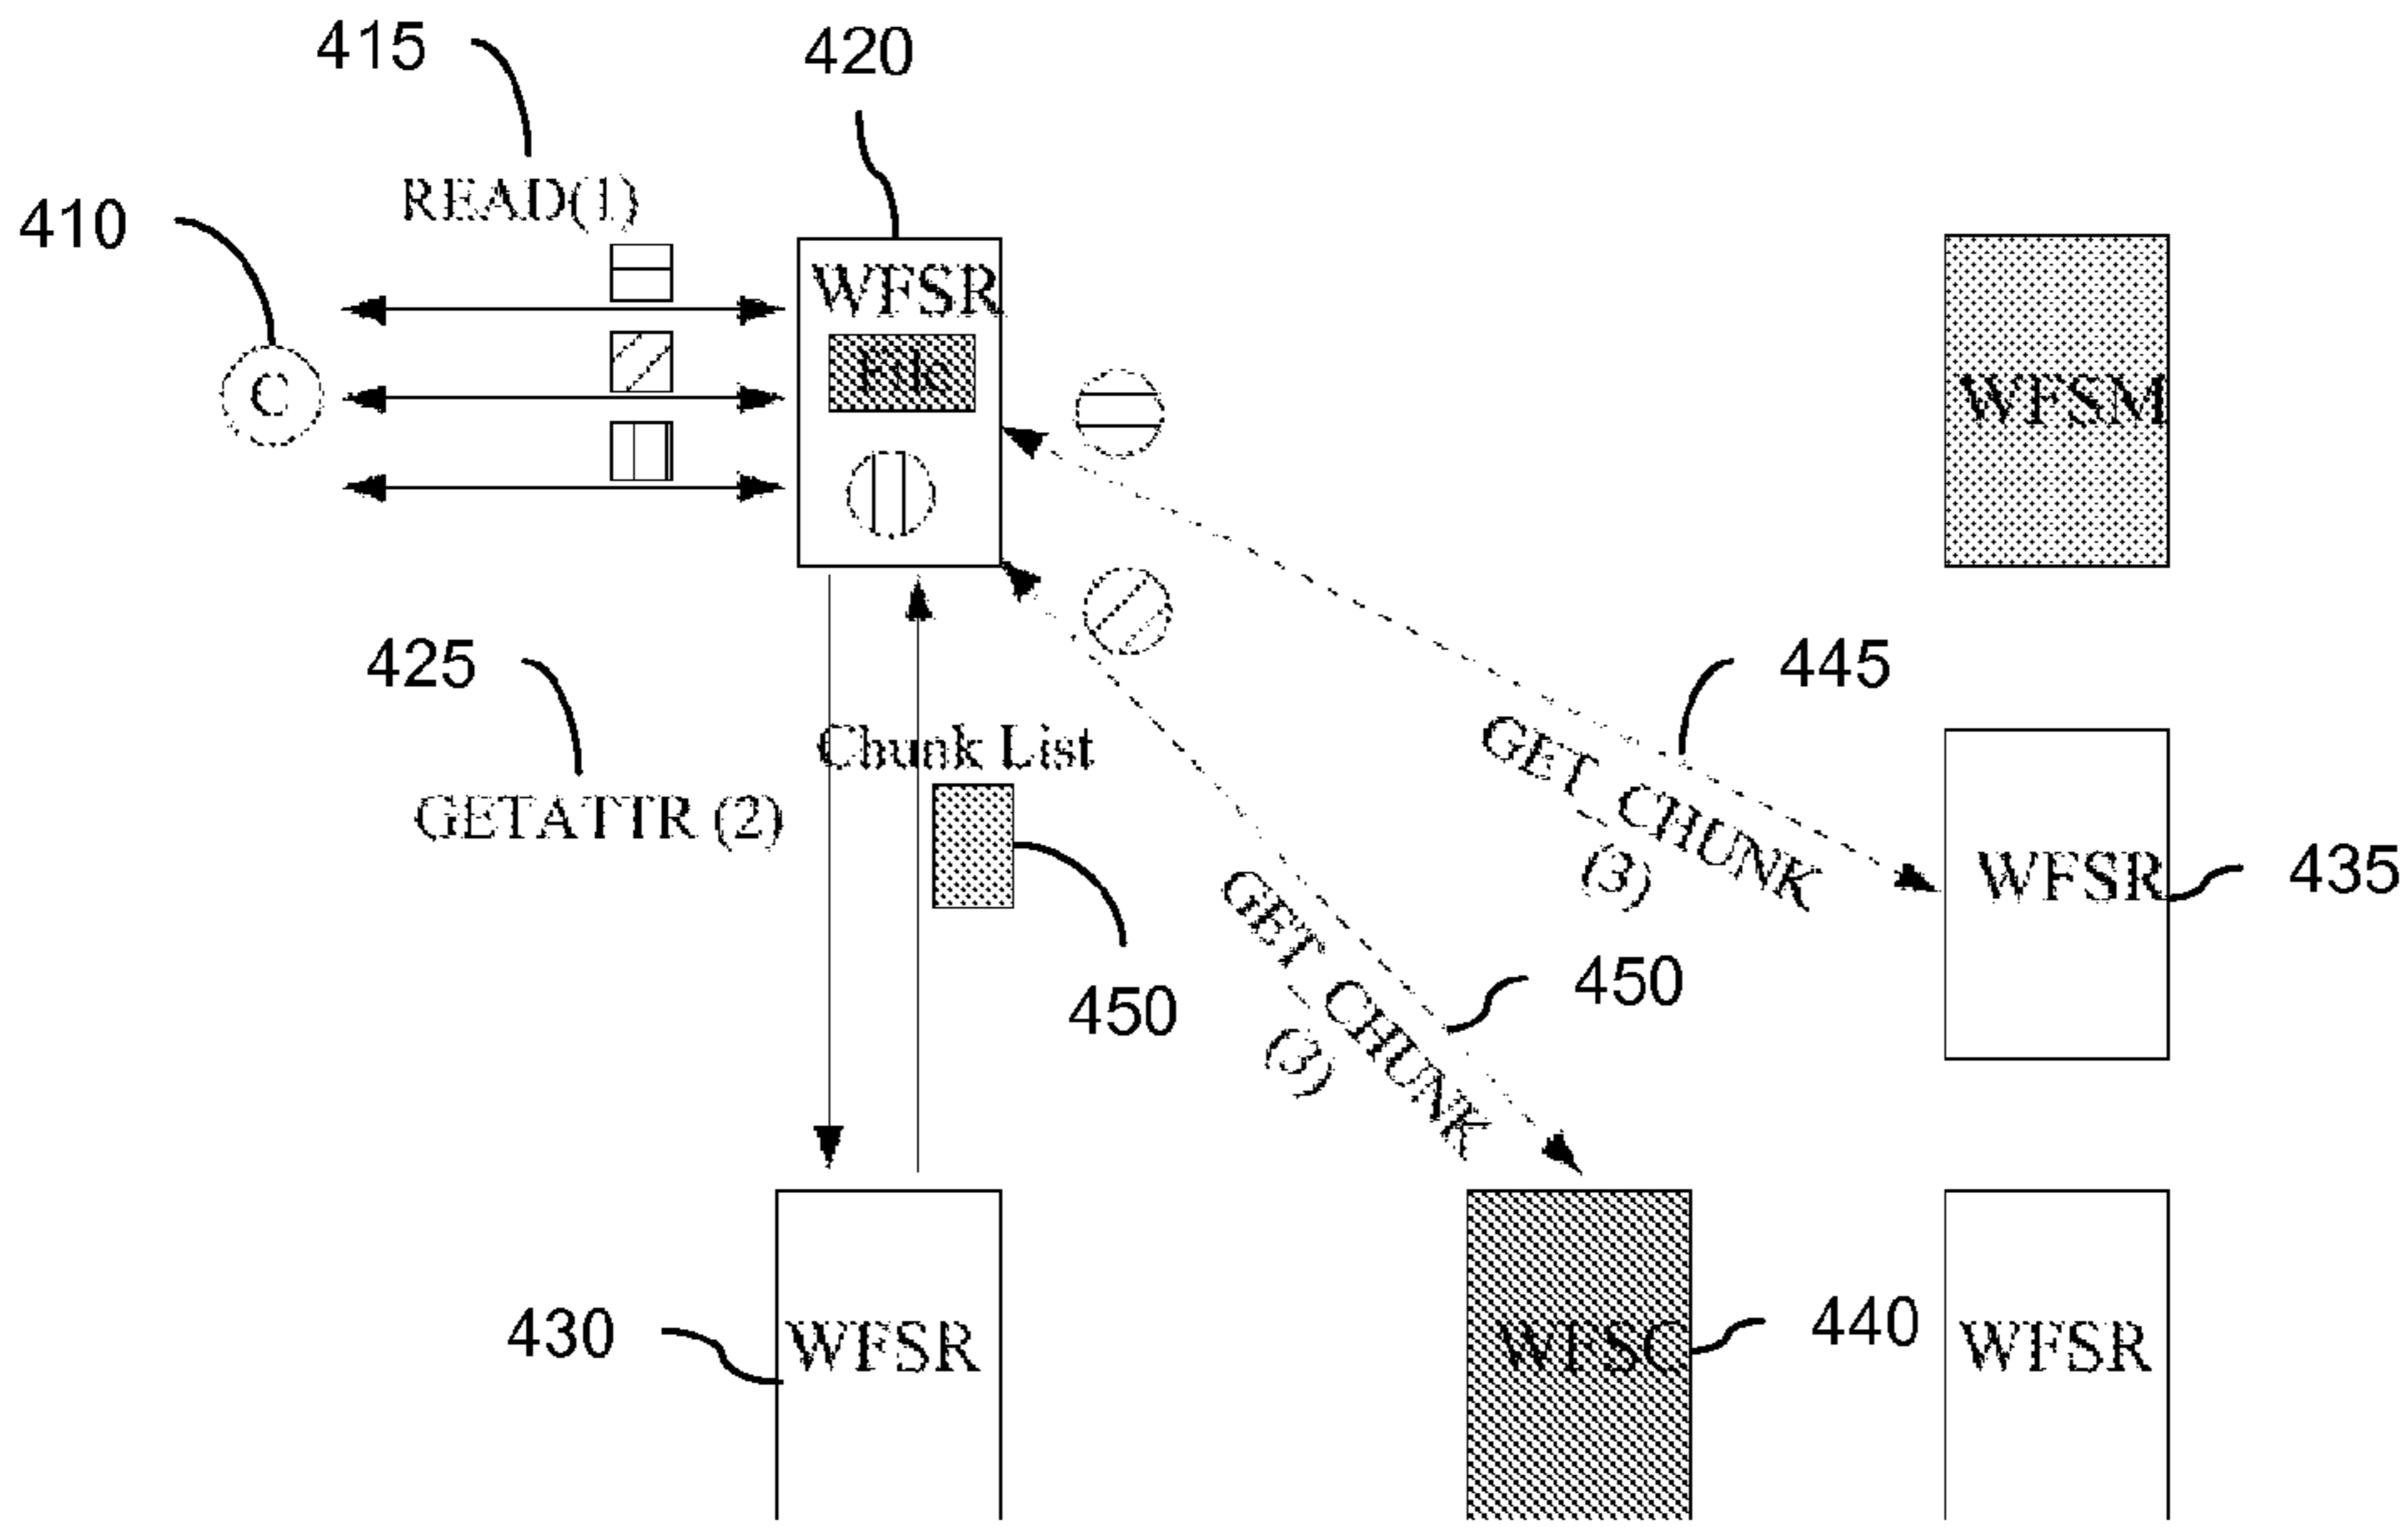 415
420
READ(1)
410
WFSR
File
C
WFSM
425
445
Chunk List
GETATTR (2)
GET_CHUNK
(3)
WFSR
435
450
GET_CHUNK
(3)
450
430
WFSR
WFSC
440
WFSR